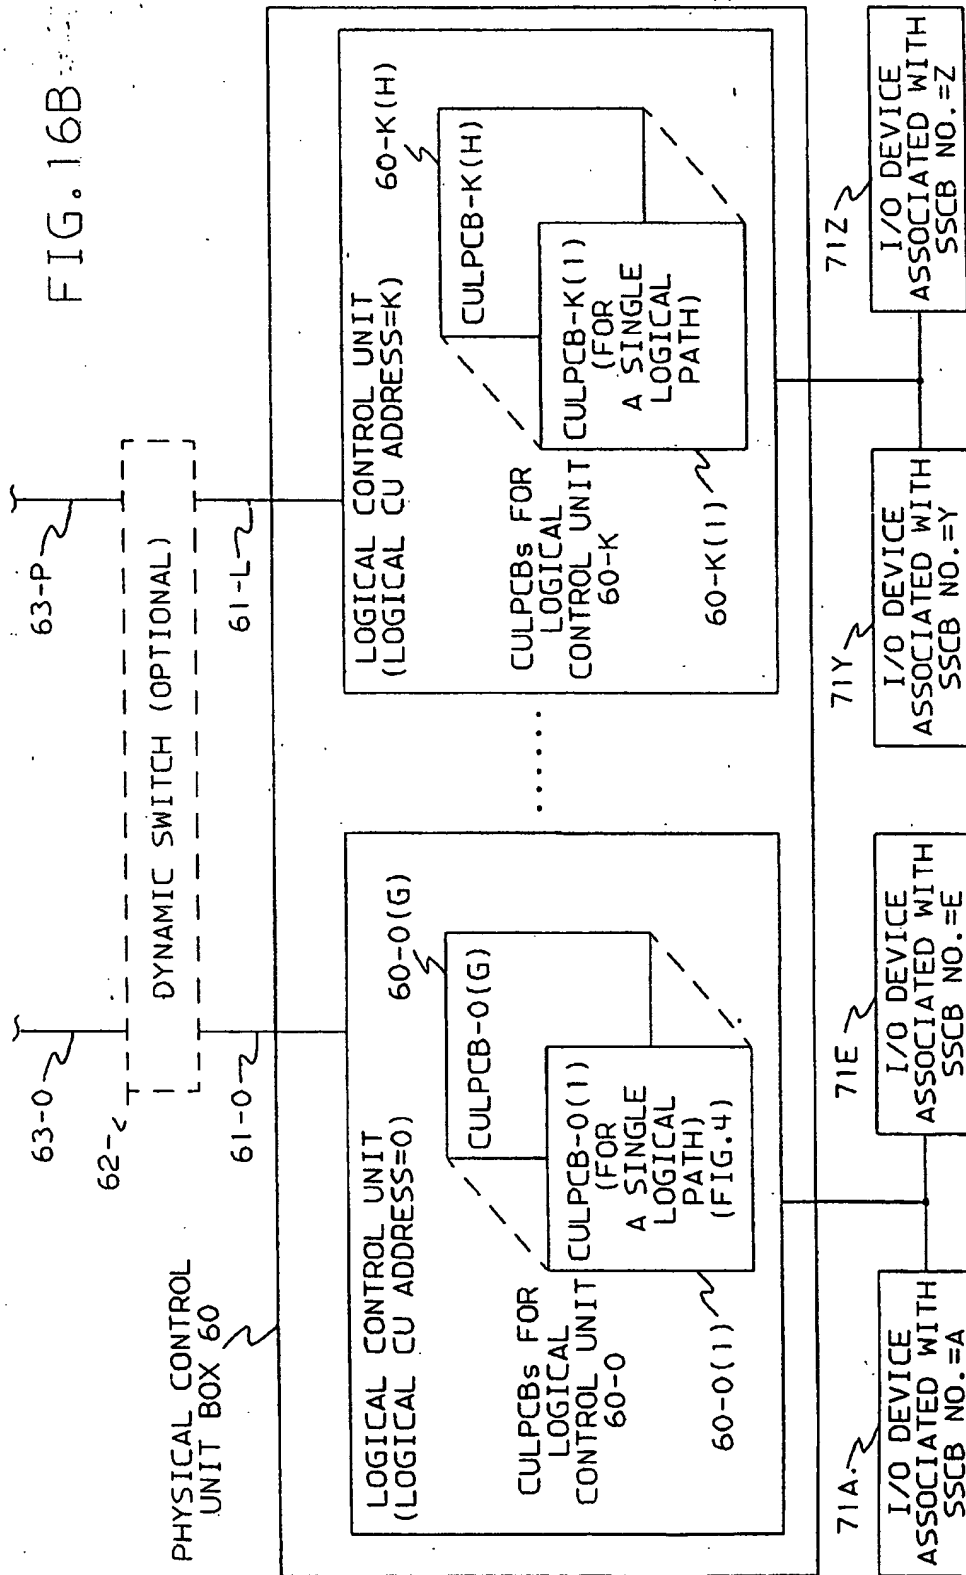 FIG.16B
63-0
63-P
62
DYNAMIC SWITCH (OPTIONAL)
61-0
61-L
PHYSICAL CONTROL
UNIT BOX 60
LOGICAL CONTROL UNIT
(LOGICAL CU ADDRESS=0)
60-0(G)
CULPCB-0(G)
CULPCBs FOR
LOGICAL
CONTROL UNIT
60-0
CULPCB-0(1)
(FOR
A SINGLE
LOGICAL
PATH)
(FIG.4)
60-0(1)
......
LOGICAL CONTROL UNIT
(LOGICAL CU ADDRESS=K)
60-K(H)
CULPCB-K(H)
CULPCBs FOR
LOGICAL
CONTROL UNIT
60-K
CULPCB-K(1)
(FOR
A SINGLE
LOGICAL
PATH)
60-K(1)
71A
I/O DEVICE
ASSOCIATED WITH
SSCB NO.=A
71E
I/O DEVICE
ASSOCIATED WITH
SSCB NO.=E
71Y
I/O DEVICE
ASSOCIATED WITH
SSCB NO.=Y
71Z
I/O DEVICE
ASSOCIATED WITH
SSCB NO.=Z